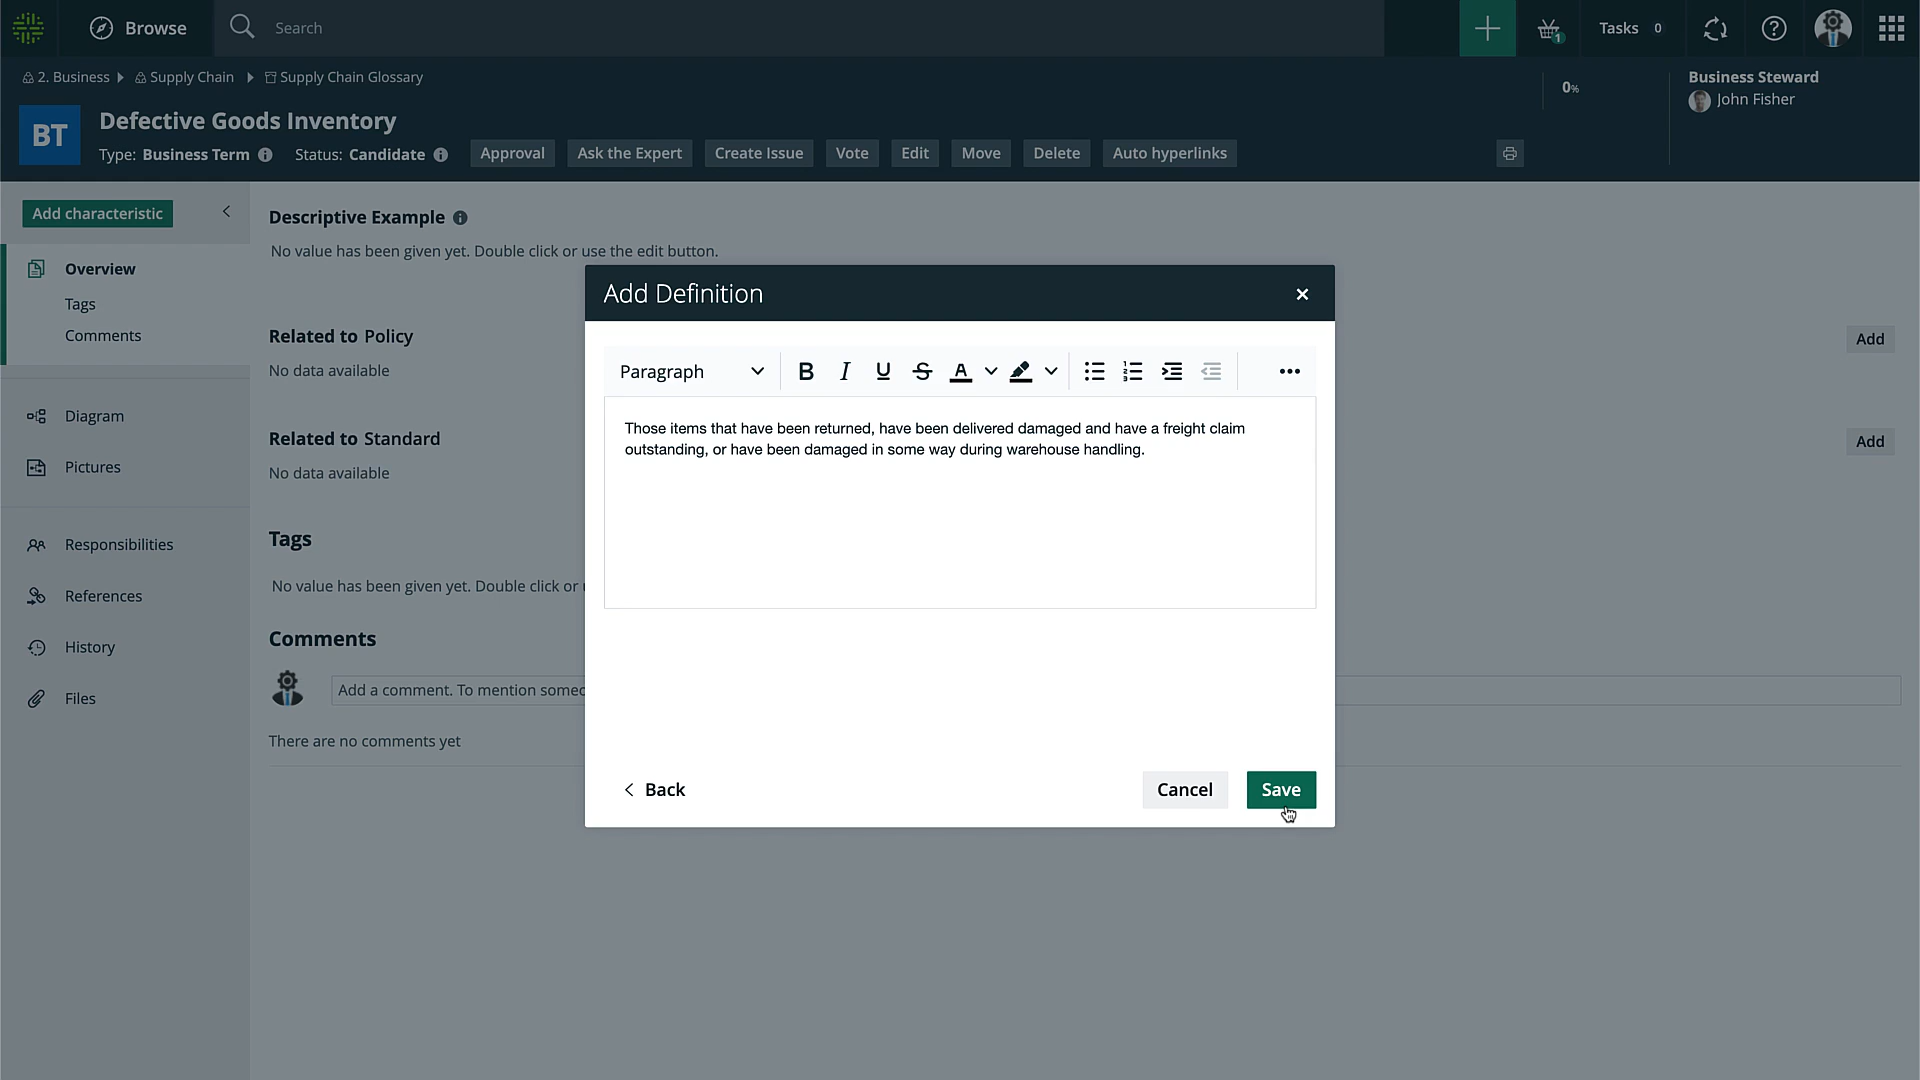 Browse
Search
1
Tasks 0
2. Business
Supply Chain
Supply Chain Glossary
0%
Business Steward
John Fisher
BT
Defective Goods Inventory
Type: Business Term
Status: Candidate
Approval
Ask the Expert
Create Issue
Vote
Edit
Move
Delete
Auto hyperlinks
Add characteristic
Overview
Tags
Comments
Diagram
Pictures
Responsibilities
References
History
Files
Descriptive Example
No value has been given yet. Double click or use the edit button.
Related to Policy
Add
No data available
Related to Standard
Add
No data available
Tags
No value has been given yet. Double click or
Comments
Add a comment. To mention
There are no comments yet
Add Definition
Paragraph
Those items that have been returned, have been delivered damaged and have a freight claim
outstanding, or have been damaged in some way during warehouse handling.
Back
Cancel
Save